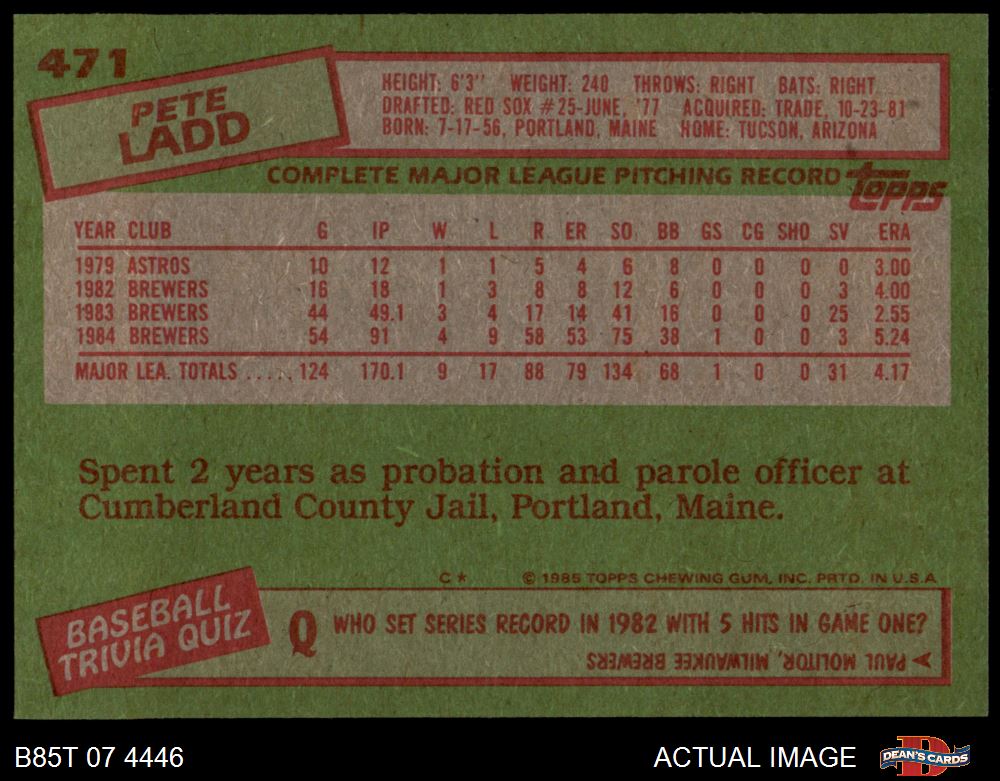 471
PETE
LADD
HEIGHT: 6'3" WEIGHT: 240 THROWS: RIGHT BATS: RIGHT
DRAFTED: RED SOX #25-JUNE, '77 ACQUIRED: TRADE, 10-23-81
BORN: 7-17-56, PORTLAND, MAINE HOME: TUCSON, ARIZONA
COMPLETE MAJOR LEAGUE PITCHING RECORD topps
YEAR CLUB G IP W L R ER SO BB GS CG SHO SV ERA
1979 ASTROS 10 12 1 1 5 4 6 8 0 0 0 0 3.00
1982 BREWERS 16 18 1 3 8 8 12 6 0 0 0 3 4.00
1983 BREWERS 44 49.1 3 4 17 14 41 16 0 0 0 25 2.55
1984 BREWERS 54 91 4 9 58 53 75 38 1 0 0 3 5.24
MAJOR LEA. TOTALS ..... 124 170.1 9 17 88 79 134 68 1 0 0 31 4.17
Spent 2 years as probation and parole officer at
Cumberland County Jail, Portland, Maine.
C* © 1985 TOPPS CHEWING GUM, INC. PRTD. IN U.S.A.
BASEBALL
TRIVIA QUIZ
Q WHO SET SERIES RECORD IN 1982 WITH 5 HITS IN GAME ONE?
PAUL MOLITOR, MILWAUKEE BREWERS
B85T 07 4446 ACTUAL IMAGE DEAN'S CARDS